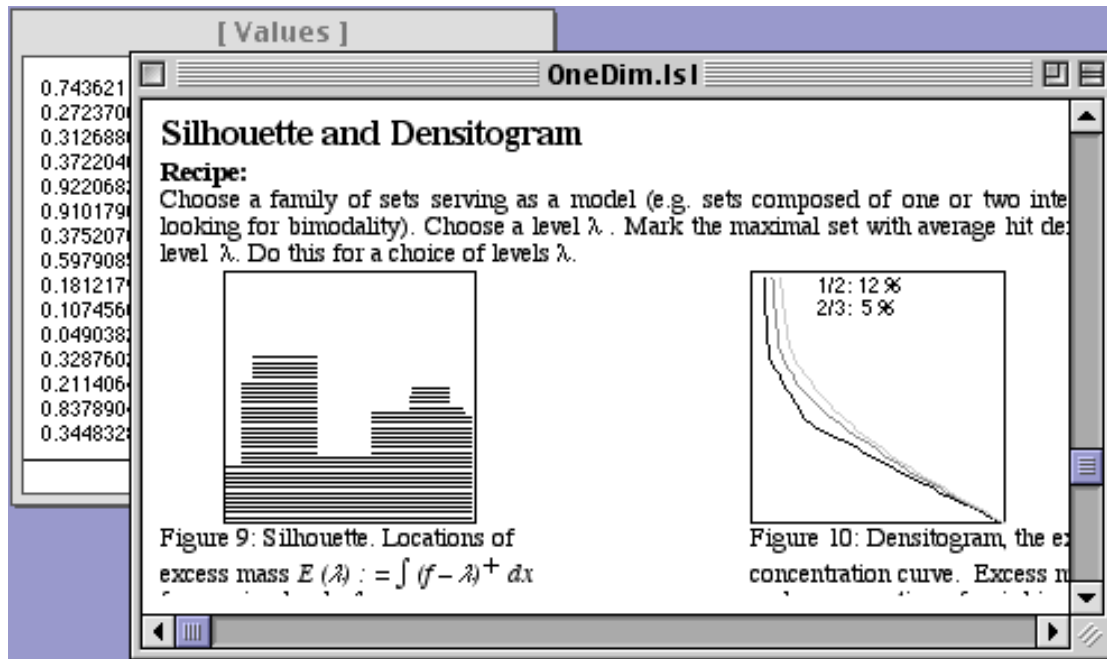 [ Values ]
0.743621
0.272370
0.312688
0.372204
0.922068
0.910179
0.375207
0.597908
0.181217
0.107456
0.049038
0.328760
0.211406
0.837890
0.344832
OneDim.lsl
Silhouette and Densitogram
Recipe:
Choose a family of sets serving as a model (e.g. sets composed of one or two inte
looking for bimodality). Choose a level λ . Mark the maximal set with average hit de
level λ. Do this for a choice of levels λ.
1/2: 12 %
2/3: 5 %
Figure 9: Silhouette. Locations of
excess mass E (λ) : = ∫ (f – λ)⁺ dx
Figure 10: Densitogram, the e
concentration curve. Excess m